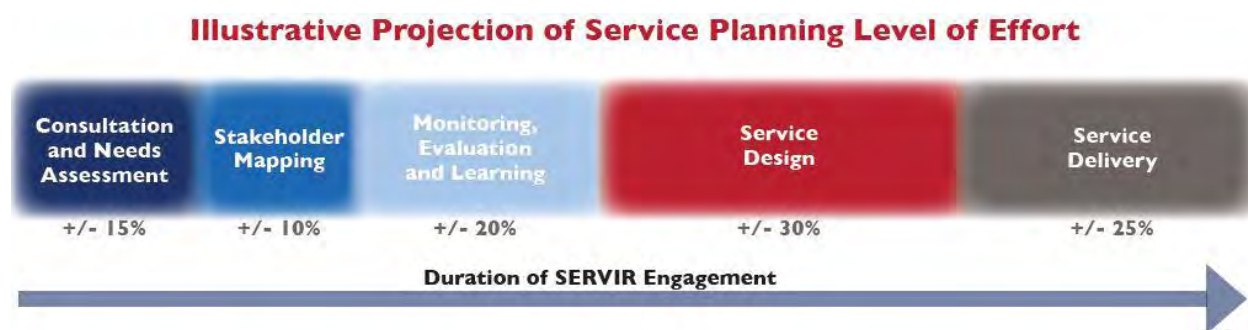 Illustrative Projection of Service Planning Level of Effort
Consultation
and Needs
Assessment
Stakeholder
Mapping
Monitoring,
Evaluation
and Learning
Service
Design
Service
Delivery
+/- 15%
+/- 10%
+/- 20%
+/- 30%
+/- 25%
Duration of SERVIR Engagement